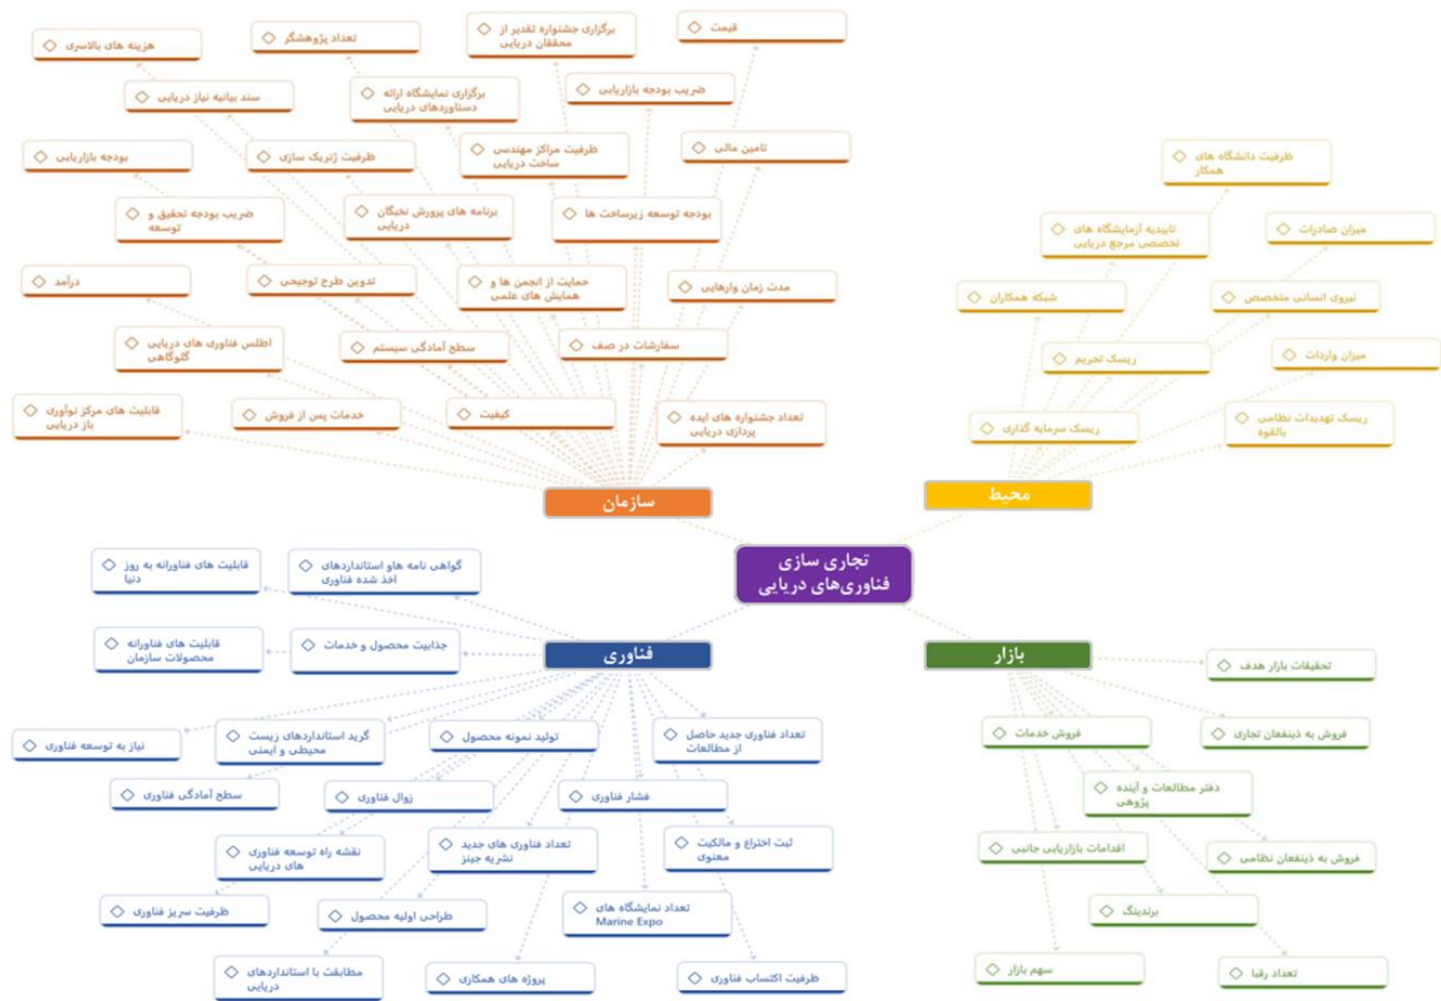 قیمت
برگزاری جشنواره تقدیر از
محققان دریایی
تعداد پژوهشگر
هزینه های بالاسری
ضریب بودجه بازاریابی
برگزاری نمایشگاه ارائه
دستاوردهای دریایی
سند بیانیه نیاز دریایی
تامین مالی
ظرفیت مراکز مهندسی
ساخت دریایی
ظرفیت ژنریک سازی
بودجه بازاریابی
بودجه توسعه زیرساخت ها
برنامه های پرورش نخبگان
دریایی
ضریب بودجه تحقیق و
توسعه
مدت زمان وارهایی
حمایت از انجمن ها و
همایش های علمی
تدوین طرح توجیحی
درآمد
سفارشات در صف
سطح آمادگی سیستم
اطلس فناوری های دریایی
گلوگاهی
تعداد جشنواره های ایده
پردازی دریایی
کیفیت
خدمات پس از فروش
قابلیت های مرکز نوآوری
باز دریایی
سازمان
ظرفیت دانشگاه های
همکار
میزان صادرات
تاییدیه آزمایشگاه های
تخصصی مرجع دریایی
نیروی انسانی متخصص
شبکه همکاران
میزان واردات
ریسک تحریم
ریسک تهدیدات نظامی
بالقوه
ریسک سرمایه گذاری
محیط
تجاری سازی
فناوری‌های دریایی
گواهی نامه هاو استانداردهای
اخذ شده فناوری
قابلیت های فناورانه به روز
دنیا
جذابیت محصول و خدمات
قابلیت های فناورانه
محصولات سازمان
فناوری
تعداد فناوری جدید حاصل
از مطالعات
تولید نمونه محصول
گرید استانداردهای زیست
محیطی و ایمنی
نیاز به توسعه فناوری
فشار فناوری
زوال فناوری
سطح آمادگی فناوری
ثبت اختراع و مالکیت
معنوی
تعداد فناوری های جدید
نشریه جینز
نقشه راه توسعه فناوری
های دریایی
تعداد نمایشگاه های
Marine Expo
طراحی اولیه محصول
ظرفیت سریز فناوری
ظرفیت اکتساب فناوری
پروژه های همکاری
مطابقت با استانداردهای
دریایی
بازار
تحقیقات بازار هدف
فروش به ذینفعان تجاری
فروش خدمات
دفتر مطالعات و آینده
پژوهی
فروش به ذینفعان نظامی
اقدامات بازاریابی جانبی
برندینگ
تعداد رقبا
سهم بازار